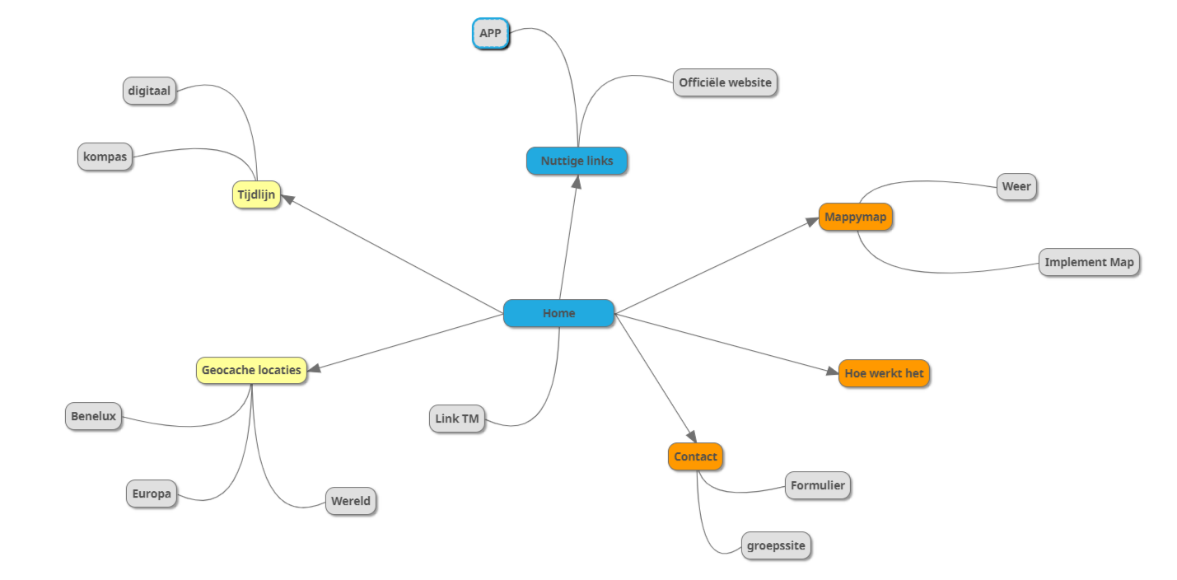 APP
Officiële website
digitaal
kompas
Nuttige links
Weer
Tijdlijn
Mappymap
Implement Map
Home
Geocache locaties
Hoe werkt het
Benelux
Link TM
Contact
Formulier
Europa
Wereld
groepssite